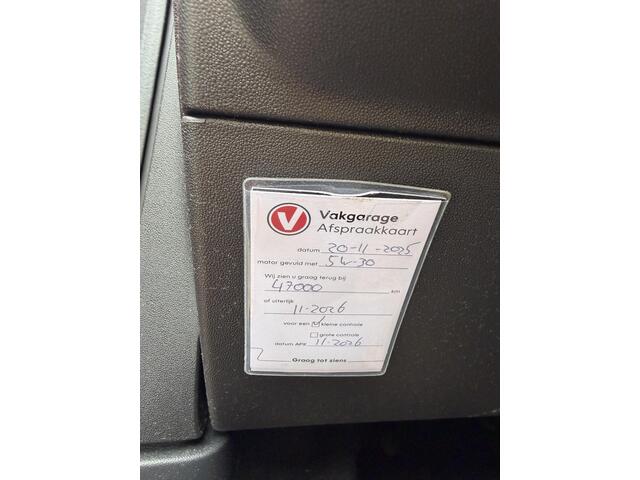 V
Vakgarage
Afspraakkaart
datum 20-11-2025
motor gevuld met 5w-30
Wij zien u graag terug bij
47000 km
of uiterlijk
11-2026
voor een kleine controle
grote controle
datum APK 11-2026
Graag tot ziens